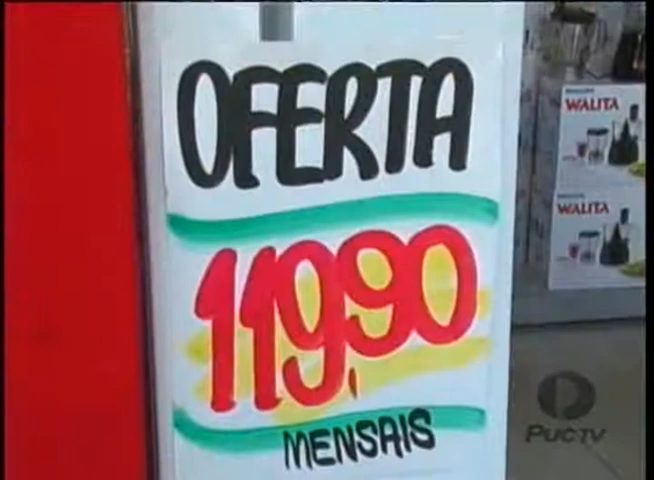 OFERTA
119,90
MENSAIS
WALITA
WALITA
PUCTV